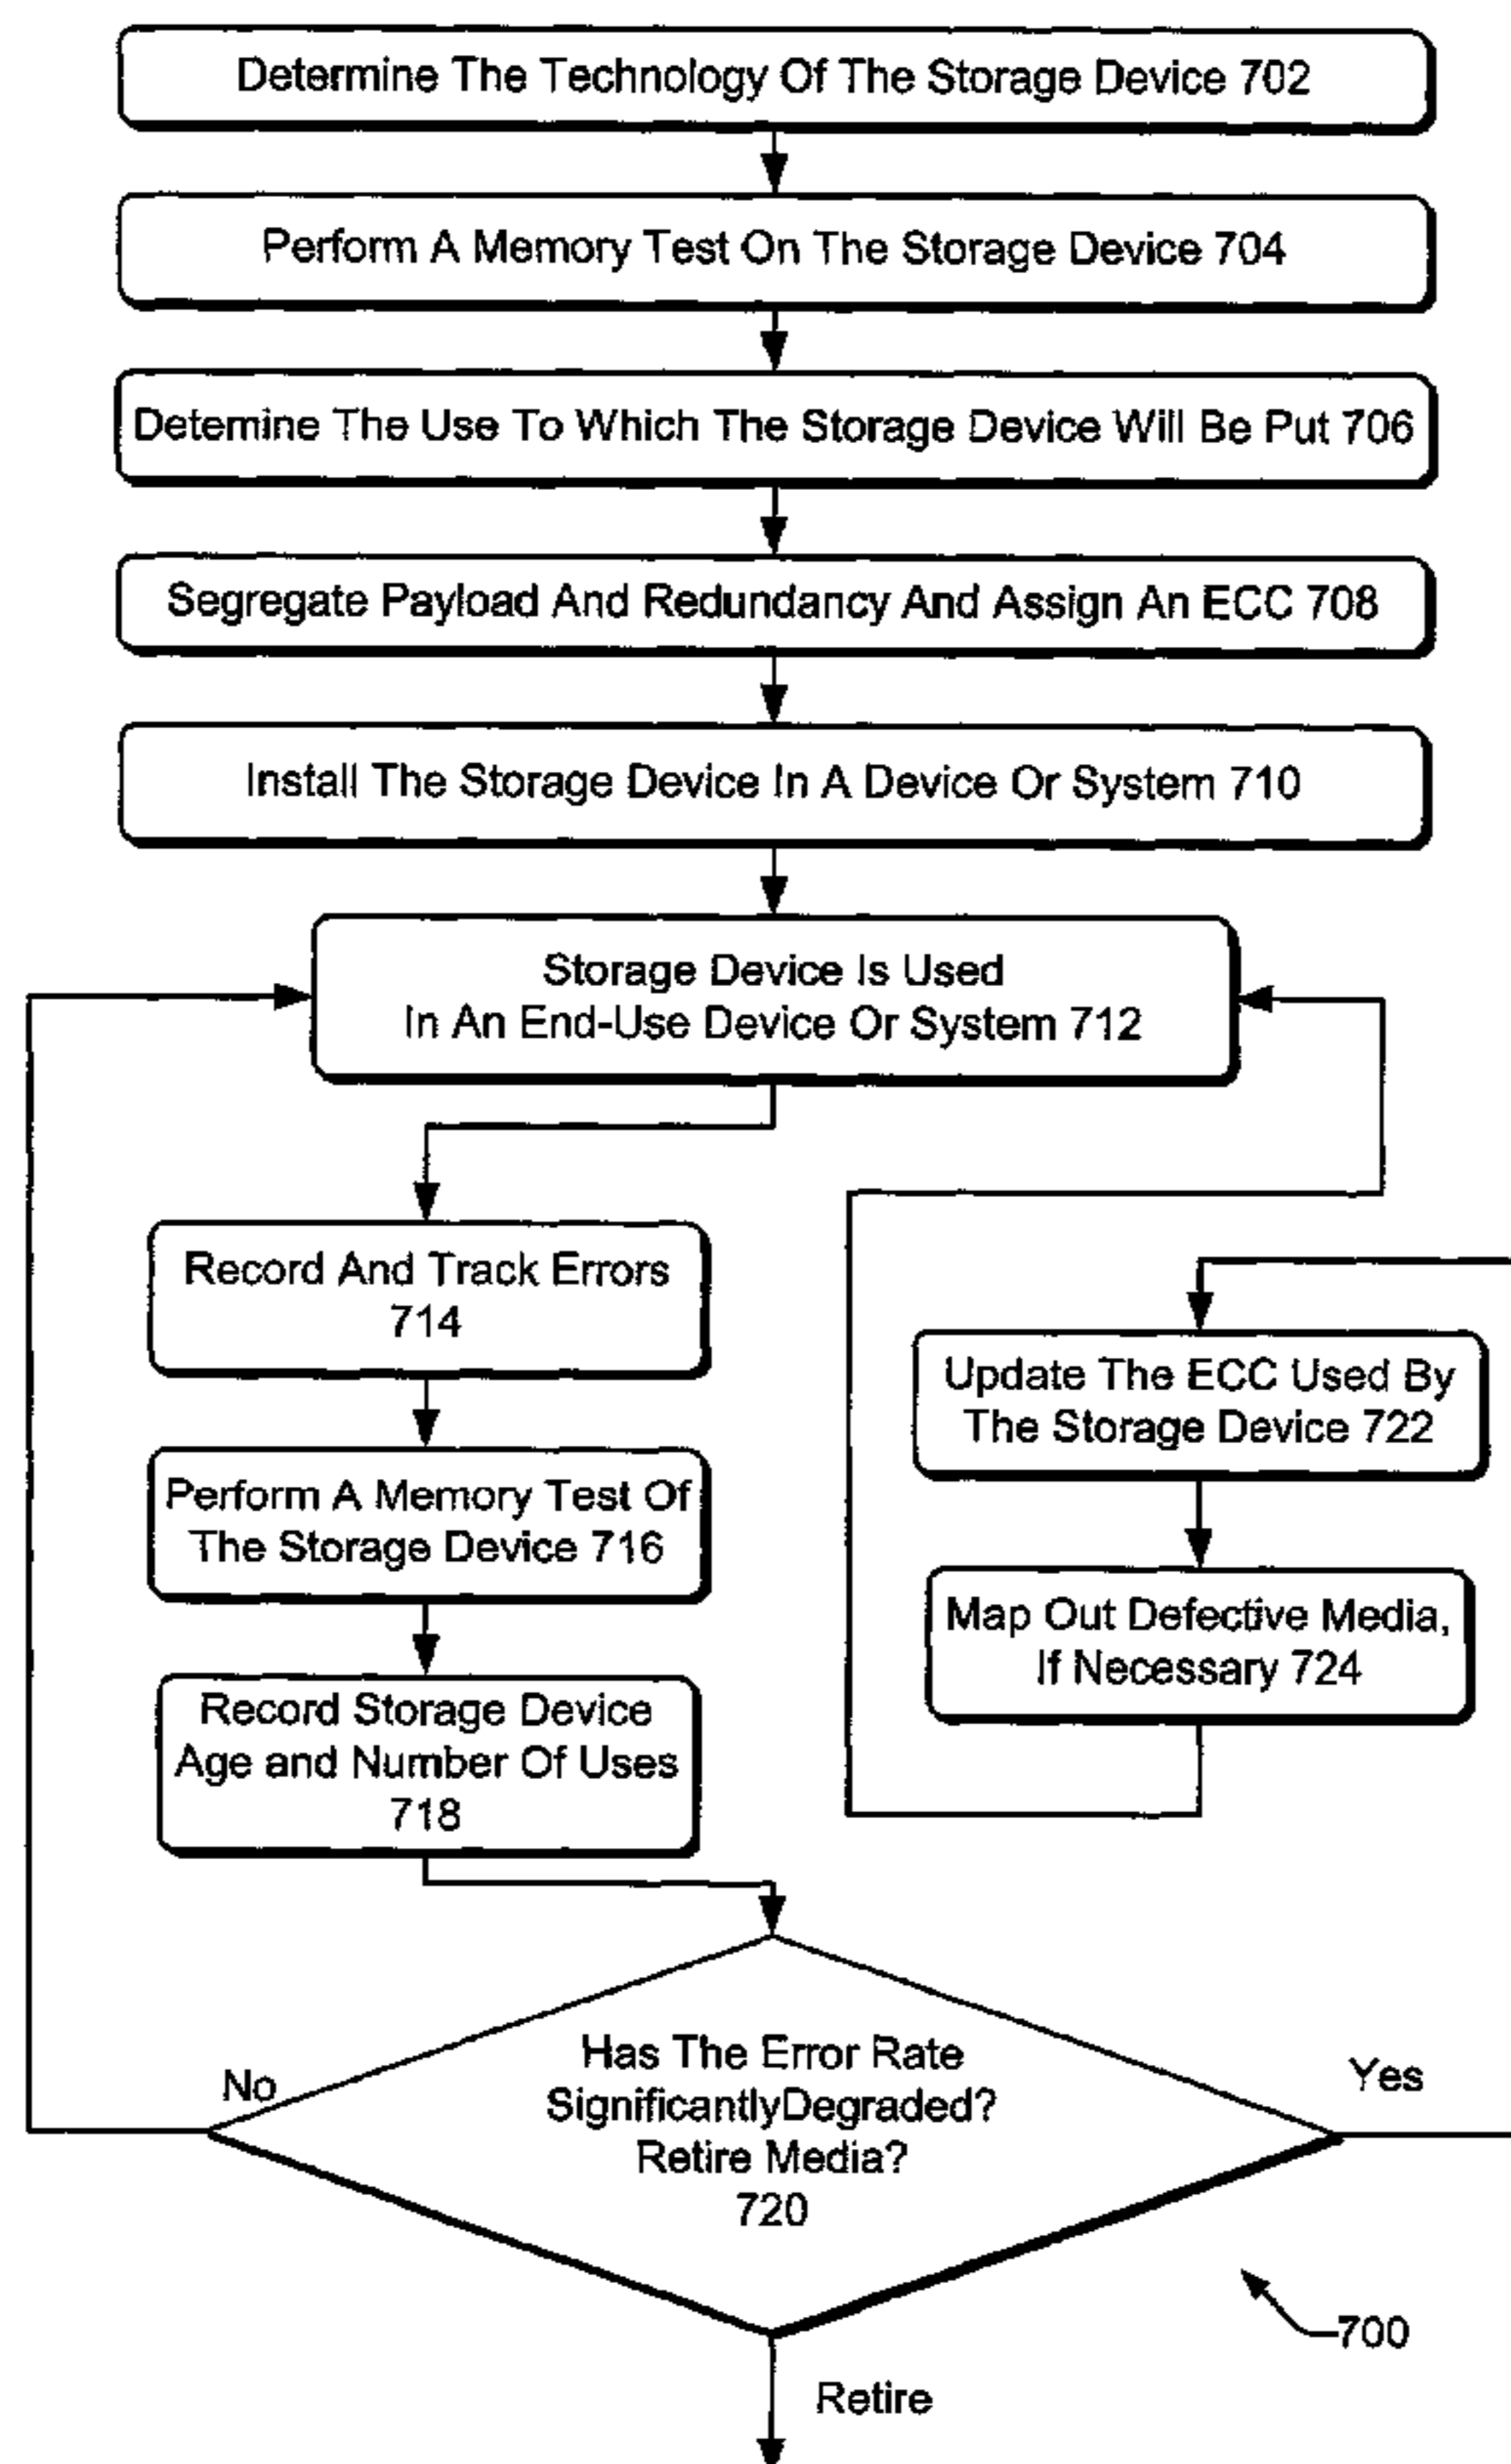 Determine The Technology Of The Storage Device 702
Perform A Memory Test On The Storage Device 704
Detemine The Use To Which The Storage Device Will Be Put 706
Segregate Payload And Redundancy And Assign An ECC 708
Install The Storage Device In A Device Or System 710
Storage Device Is Used
In An End-Use Device Or System 712
Record And Track Errors
714
Perform A Memory Test Of
The Storage Device 716
Record Storage Device
Age and Number Of Uses
718
Update The ECC Used By
The Storage Device 722
Map Out Defective Media,
If Necessary 724
Has The Error Rate
SignificantlyDegraded?
Retire Media?
720
No
Yes
700
Retire